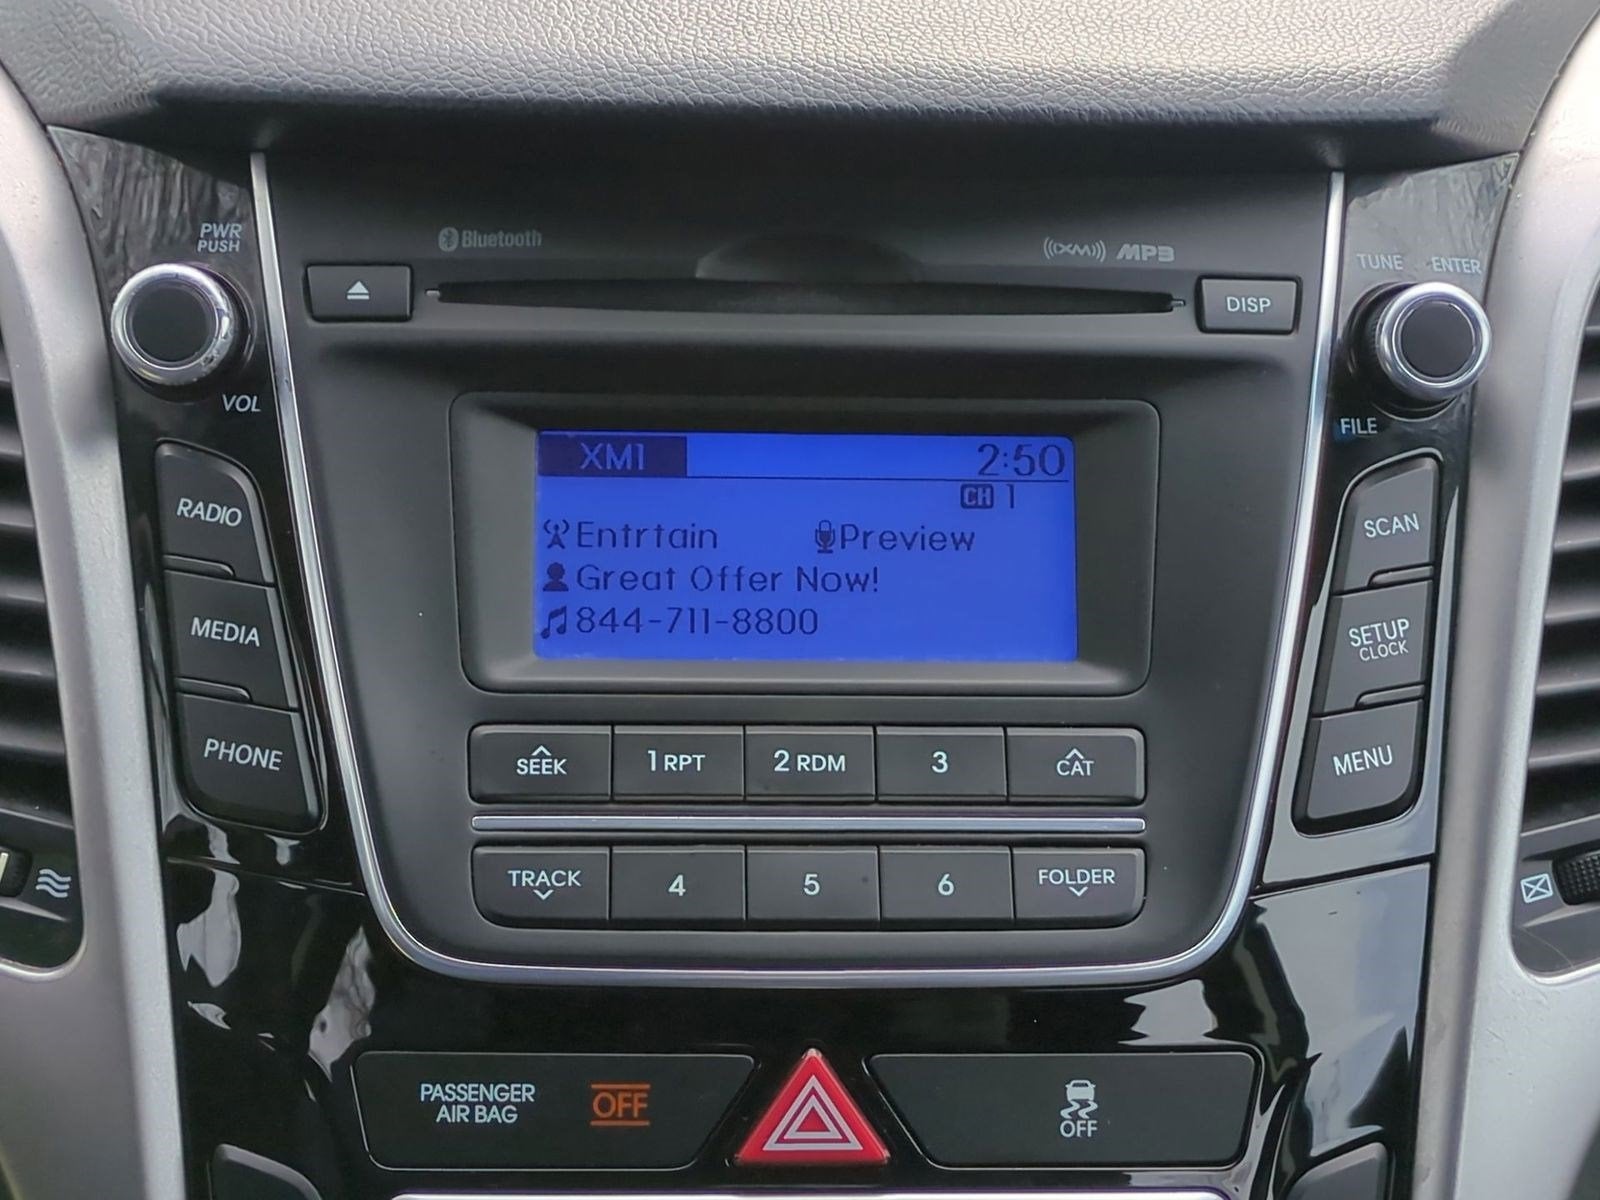 PWR
PUSH
Bluetooth
((XM)) MP3
TUNE ENTER
DISP
VOL
FILE
XM1
2:50
CH 1
Entrtain
Preview
Great Offer Now!
844-711-8800
RADIO
MEDIA
PHONE
SCAN
SETUP
CLOCK
MENU
SEEK
1 RPT
2 RDM
3
CAT
TRACK
4
5
6
FOLDER
PASSENGER
AIR BAG
OFF
OFF